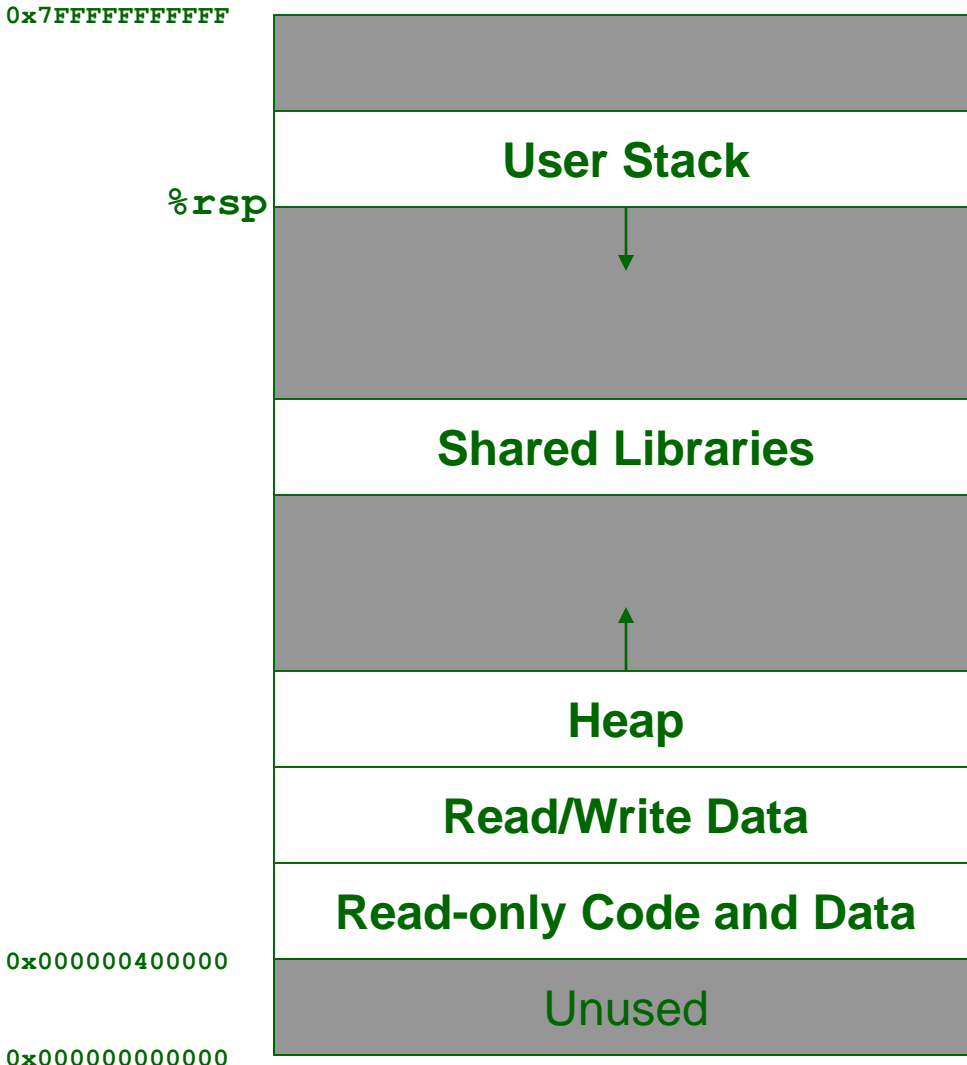 0x7FFFFFFFFFFF
User Stack
%rsp
Shared Libraries
Heap
Read/Write Data
Read-only Code and Data
0x000000400000
Unused
0x000000000000